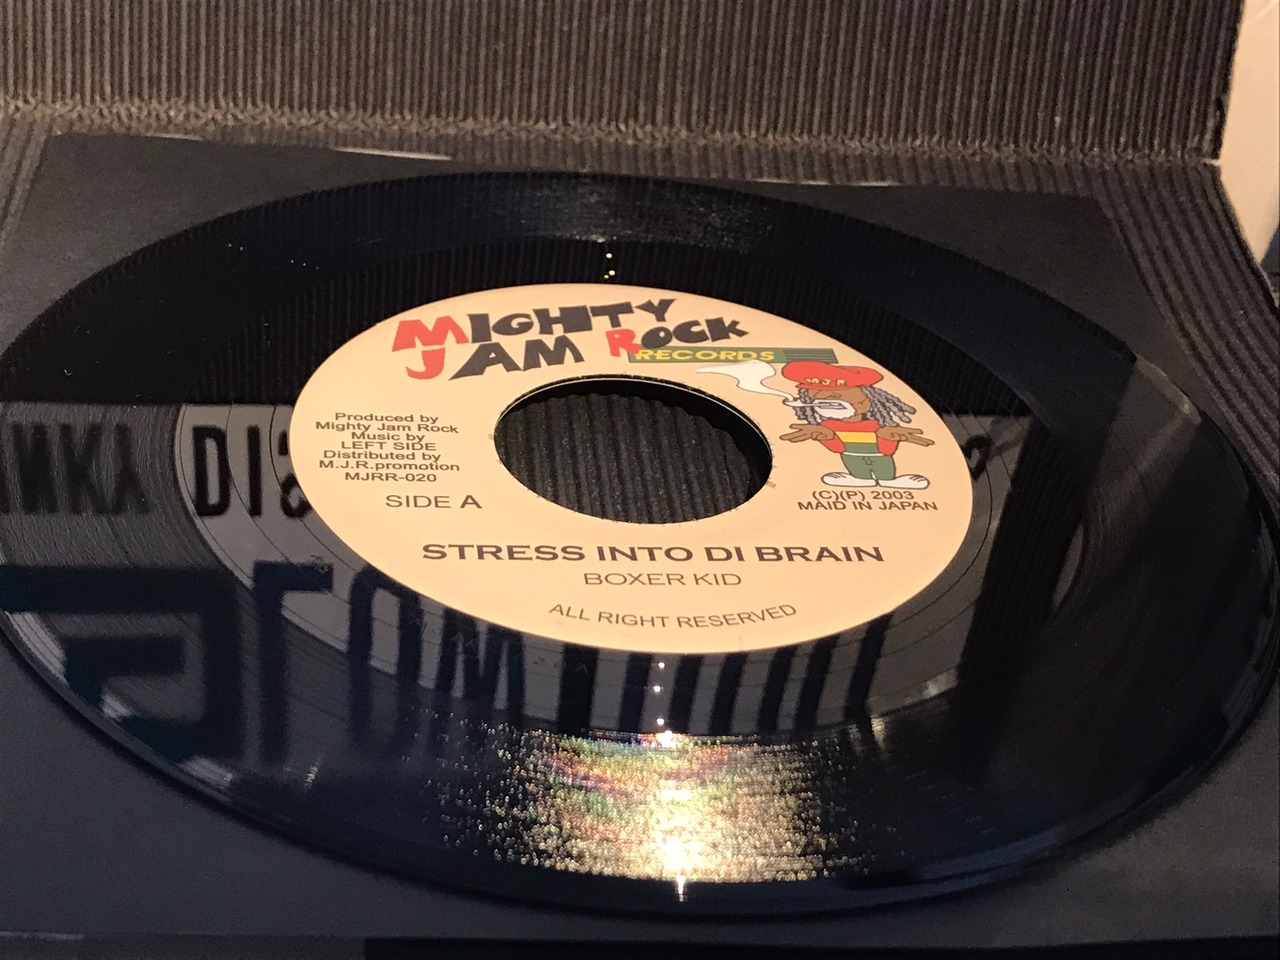 MIGHTY
JAM ROCK
RECORDS
M.J.R
Produced by
Mighty Jam Rock
Music by
LEFT SIDE
Distributed by
M.J.R.promotion
MJRR-020
SIDE A
(C)(P) 2003
MAID IN JAPAN
STRESS INTO DI BRAIN
BOXER KID
ALL RIGHT RESERVED